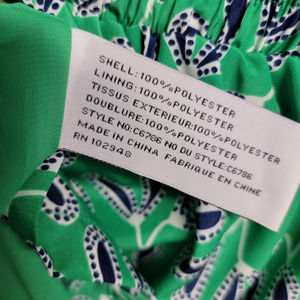 SHELL:100%POLYESTER
LINING:100%POLYESTER
TISSUS EXTERIEUR:100%POLYESTER
DOUBLURE:100%POLYESTER
STYLE NO:C6786 NO DU STYLE:C6786
MADE IN CHINA FABRIQUE EN CHINE
RN 102948